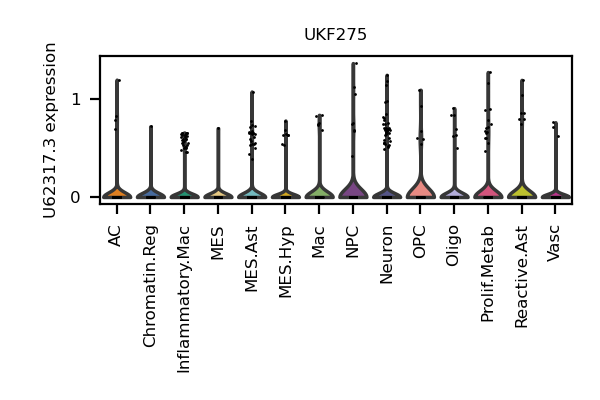 UKF275
U62317.3 expression
1
0
AC
Chromatin.Reg
Inflammatory.Mac
MES
MES.Ast
MES.Hyp
Mac
NPC
Neuron
OPC
Oligo
Prolif.Metab
Reactive.Ast
Vasc